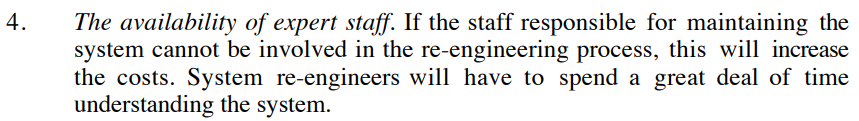 4. The availability of expert staff. If the staff responsible for maintaining the
system cannot be involved in the re-engineering process, this will increase
the costs. System re-engineers will have to spend a great deal of time
understanding the system.